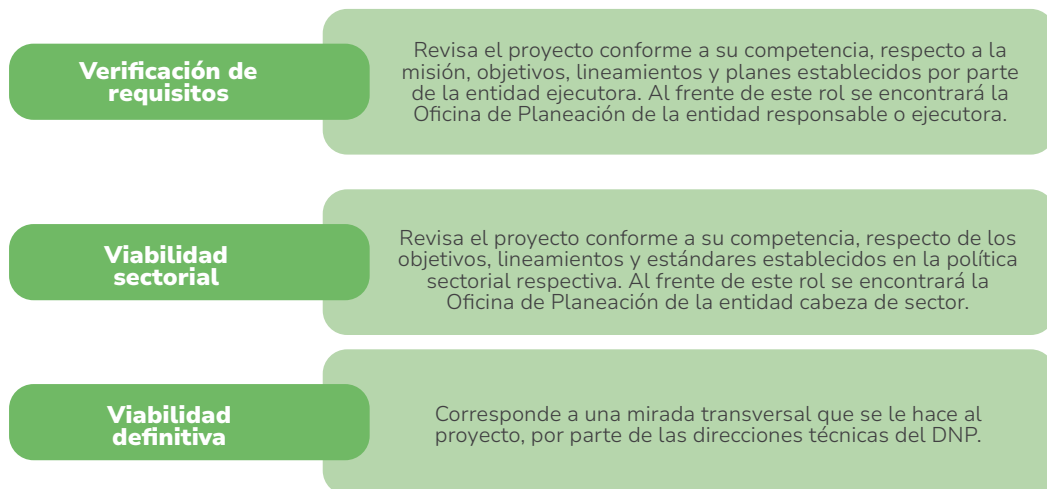 Verificación de
requisitos
Revisa el proyecto conforme a su competencia, respecto a la
misión, objetivos, lineamientos y planes establecidos por parte
de la entidad ejecutora. Al frente de este rol se encontrará la
Oficina de Planeación de la entidad responsable o ejecutora.
Viabilidad
sectorial
Revisa el proyecto conforme a su competencia, respecto de los
objetivos, lineamientos y estándares establecidos en la política
sectorial respectiva. Al frente de este rol se encontrará la
Oficina de Planeación de la entidad cabeza de sector.
Viabilidad
definitiva
Corresponde a una mirada transversal que se le hace al
proyecto, por parte de las direcciones técnicas del DNP.